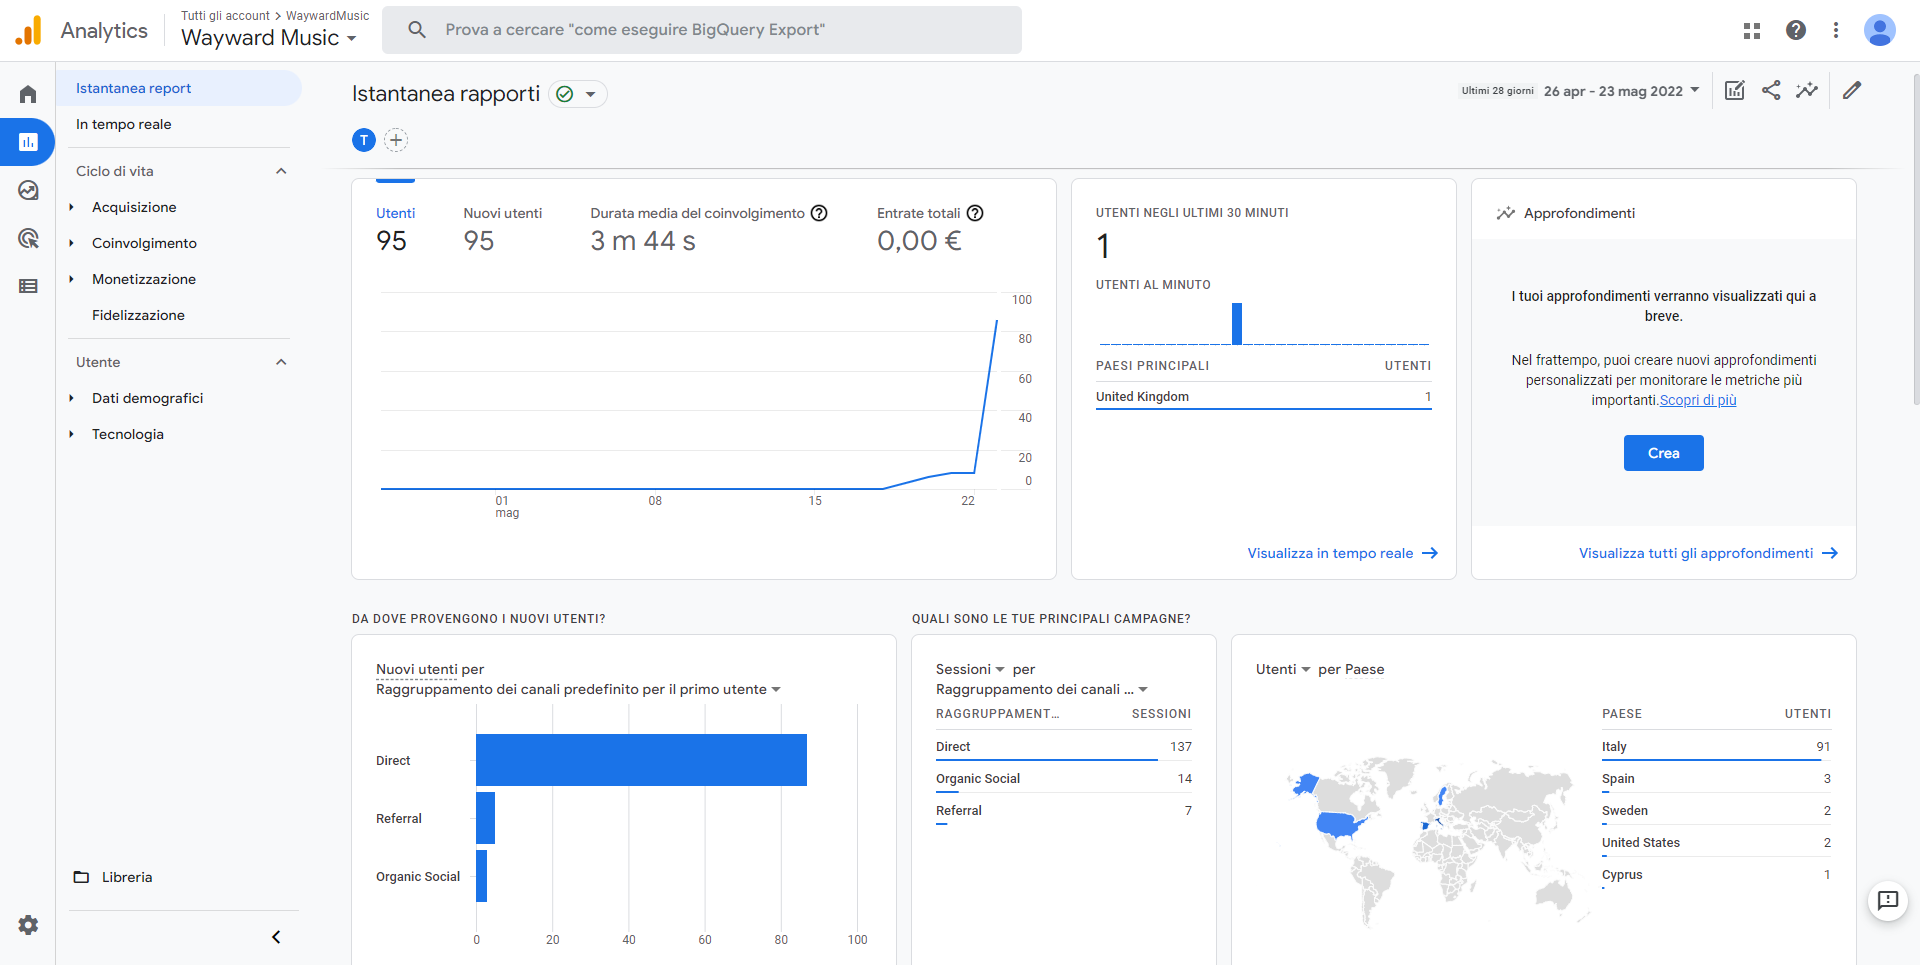 Analytics
Tutti gli account > WaywardMusic
Wayward Music
Prova a cercare "come eseguire BigQuery Export"
Istantanea report
In tempo reale
Ciclo di vita
Acquisizione
Coinvolgimento
Monetizzazione
Fidelizzazione
Utente
Dati demografici
Tecnologia
Libreria
Istantanea rapporti
Ultimi 28 giorni 26 apr - 23 mag 2022
T
Utenti
95
Nuovi utenti
95
Durata media del coinvolgimento
3 m 44 s
Entrate totali
0,00 €
100
80
60
40
20
0
01
mag
08
15
22
UTENTI NEGLI ULTIMI 30 MINUTI
1
UTENTI AL MINUTO
PAESI PRINCIPALI UTENTI
United Kingdom 1
Visualizza in tempo reale
Approfondimenti
I tuoi approfondimenti verranno visualizzati qui a
breve.
Nel frattempo, puoi creare nuovi approfondimenti
personalizzati per monitorare le metriche più
importanti.Scopri di più
Crea
Visualizza tutti gli approfondimenti
DA DOVE PROVENGONO I NUOVI UTENTI?
Nuovi utenti per
Raggruppamento dei canali predefinito per il primo utente
Direct
Referral
Organic Social
0 20 40 60 80 100
QUALI SONO LE TUE PRINCIPALI CAMPAGNE?
Sessioni per
Raggruppamento dei canali ...
RAGGRUPPAMENT... SESSIONI
Direct 137
Organic Social 14
Referral 7
Utenti per Paese
PAESE UTENTI
Italy 91
Spain 3
Sweden 2
United States 2
Cyprus 1